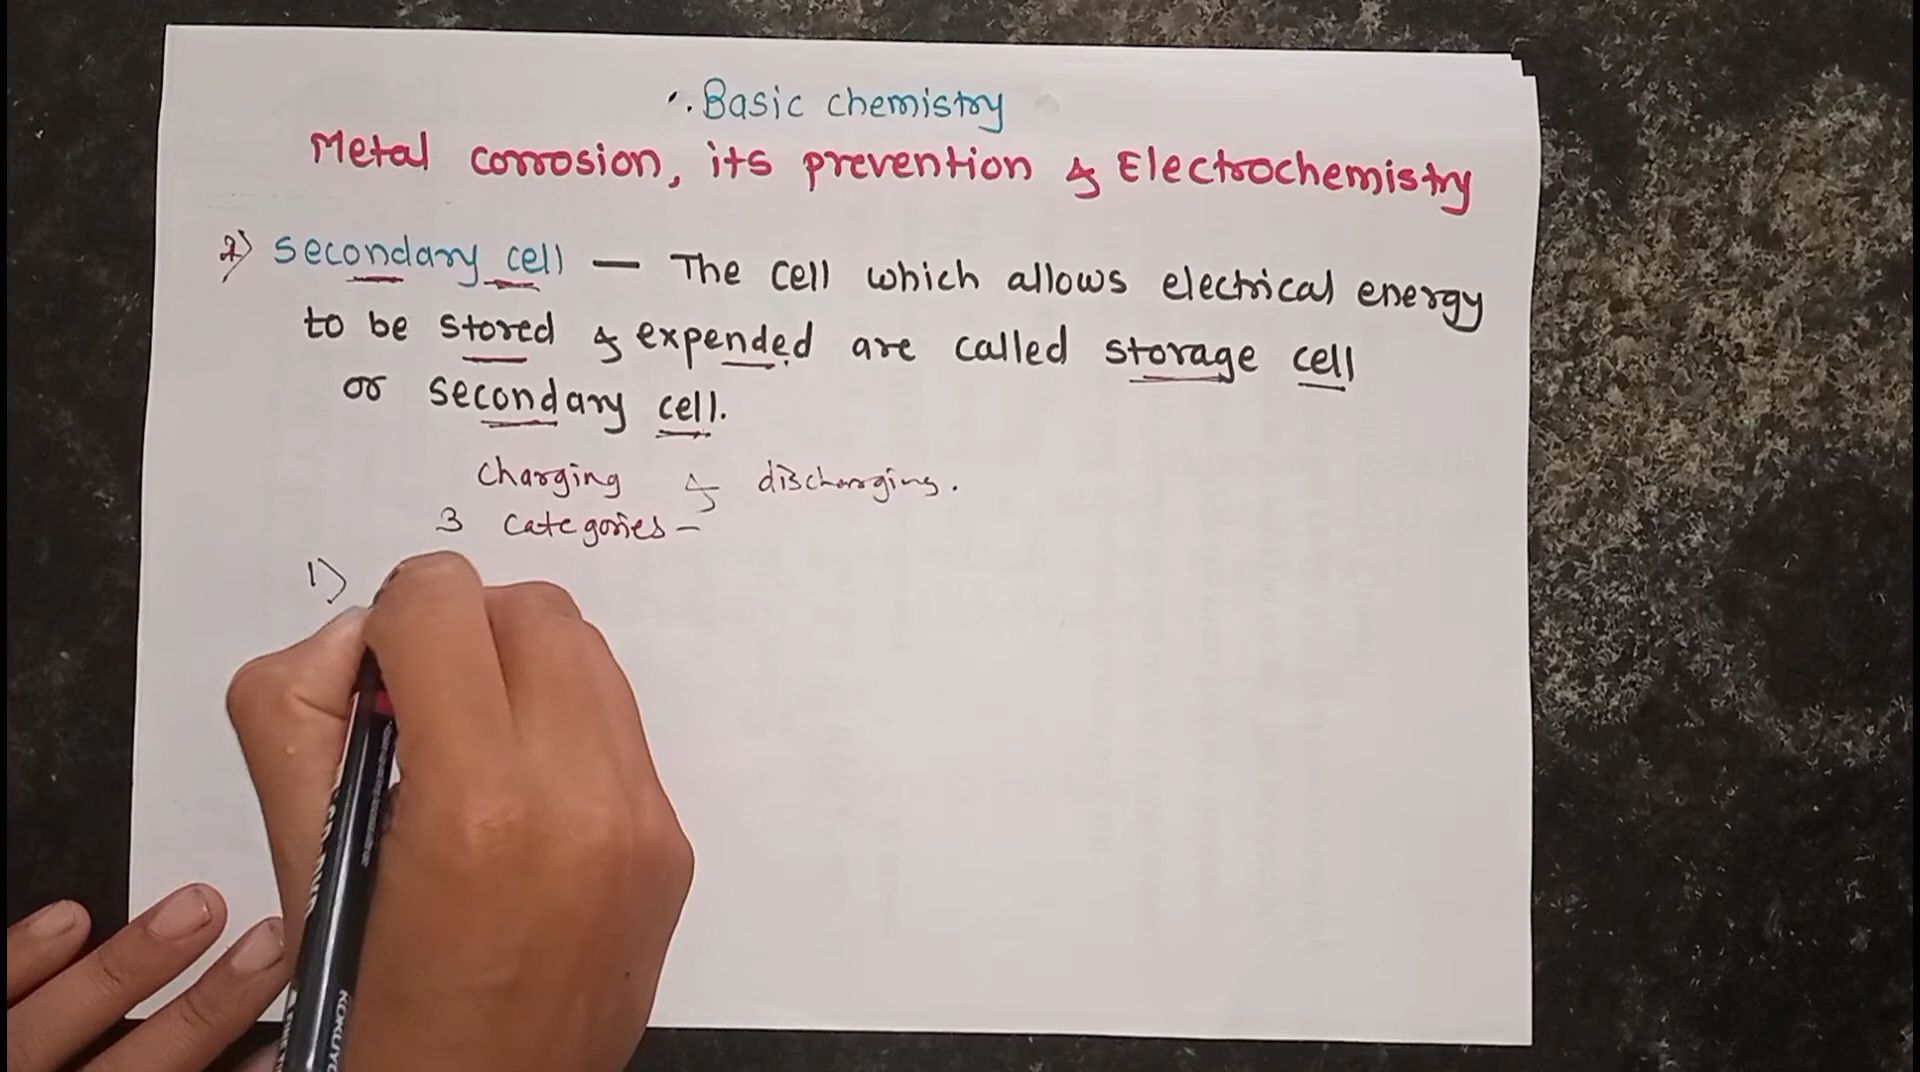 Basic chemistry
Metal corrosion, its prevention & Electrochemistry
2) secondary cell — The cell which allows electrical energy
to be stored & expended are called storage cell
or secondary cell.
charging & discharging.
3 categories –
1)
KOKUYO